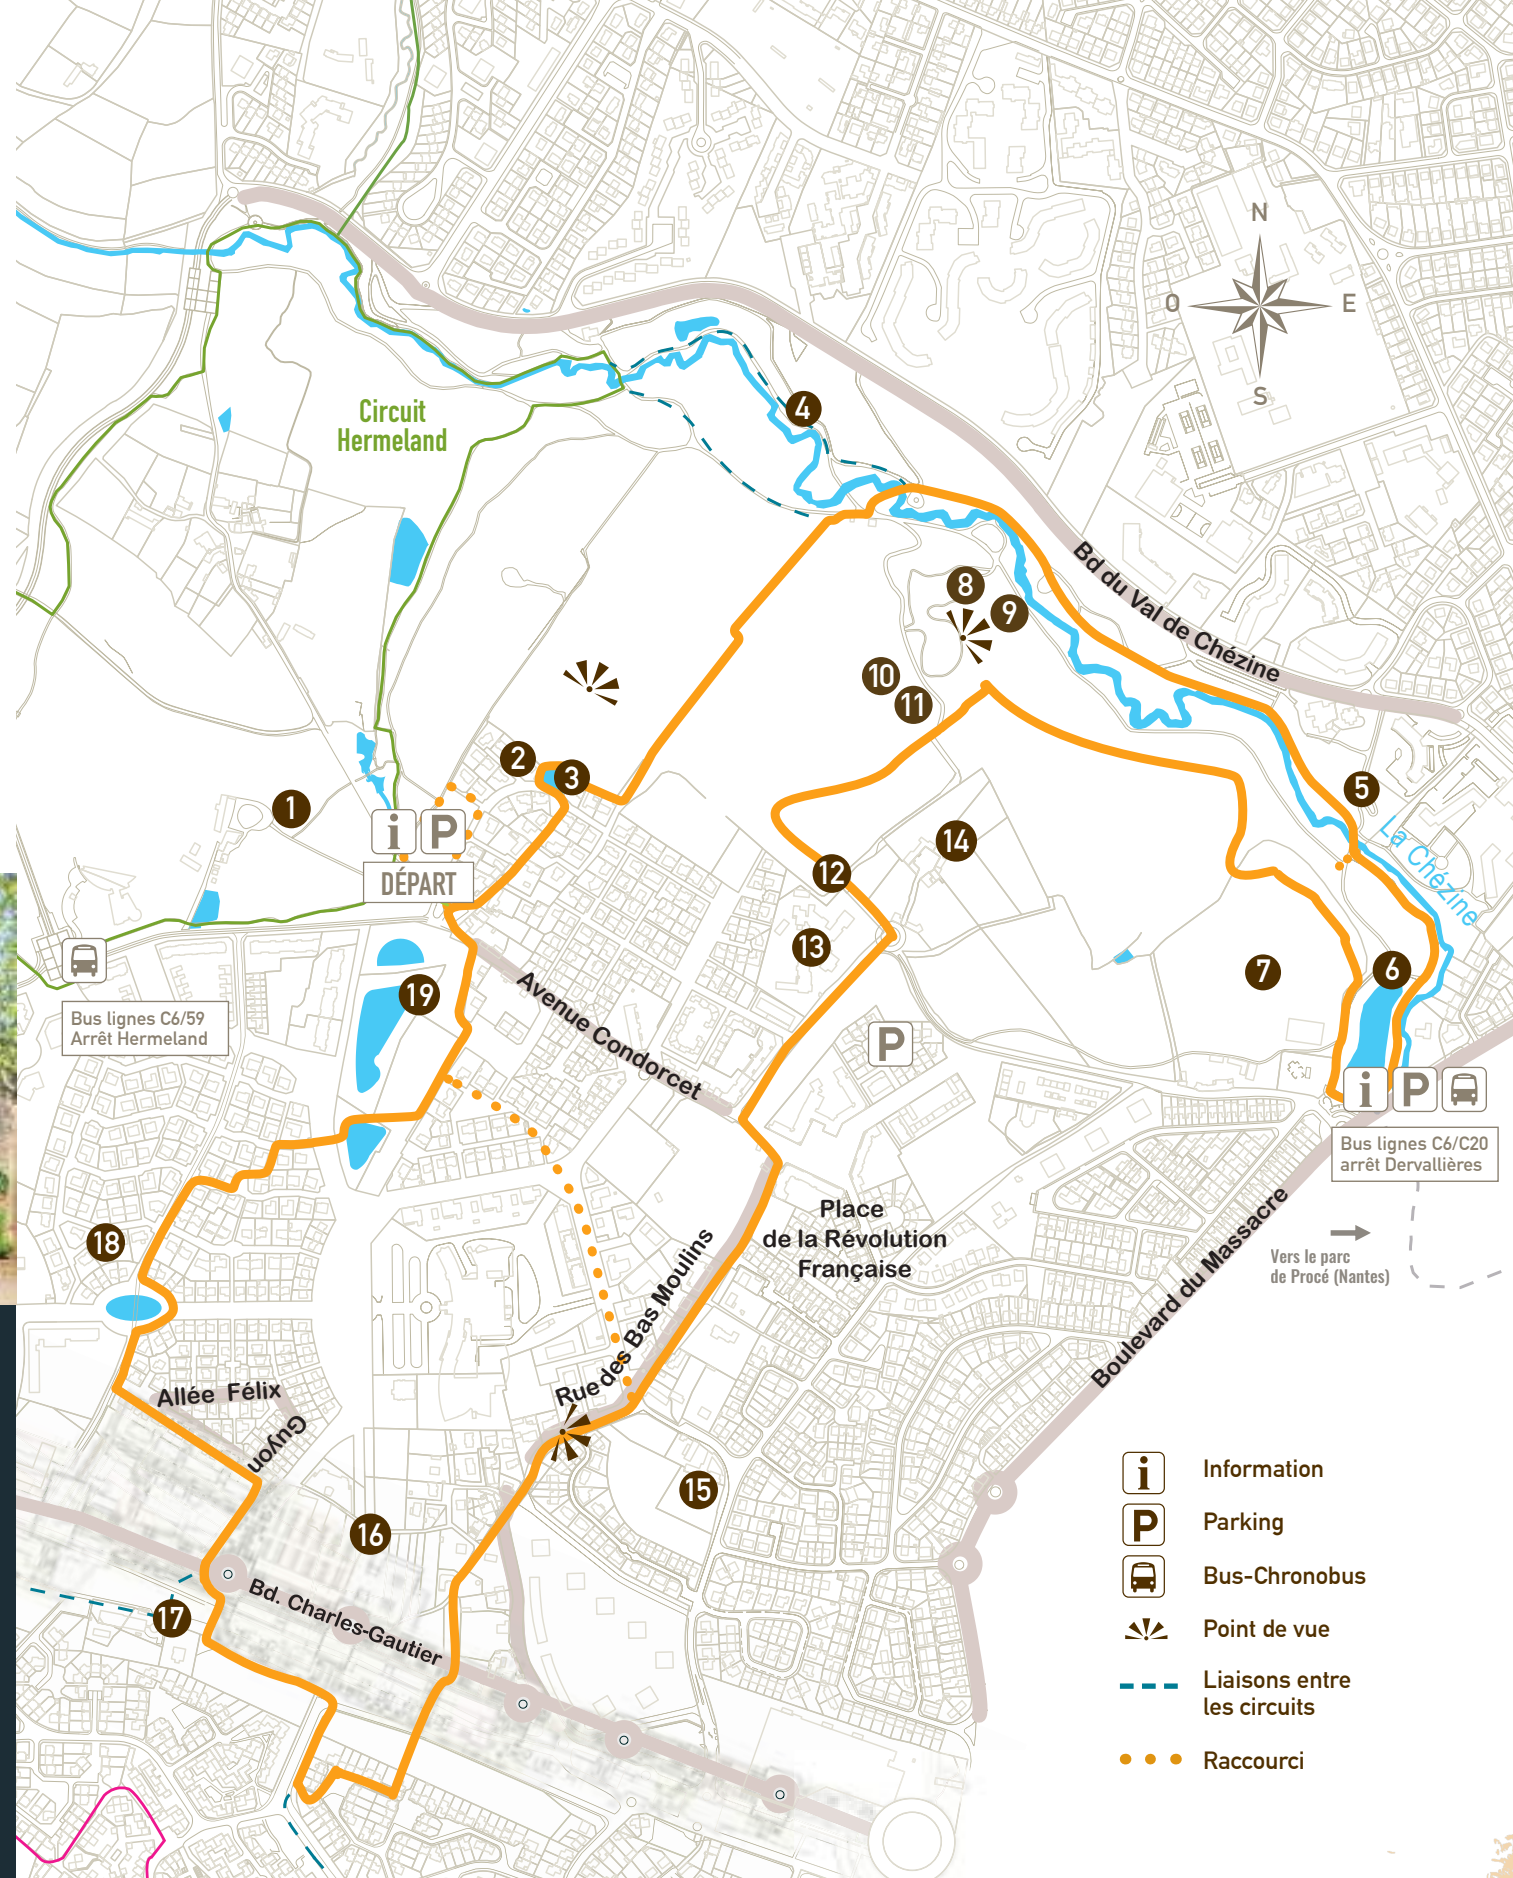 N
O
E
S
4
Circuit
Hermeland
8
9
Bd du Val de Chézine
10
11
2
3
5
1
i
P
14
La Chézine
12
DÉPART
13
7
6
19
Avenue Condorcet
Bus lignes C6/59
Arrêt Hermeland
P
i
P
Bus lignes C6/C20
arrêt Dervallières
Place
de la Révolution
Française
18
Vers le parc
de Procé (Nantes)
Boulevard du Massacre
Rue des Bas Moulins
Allée Félix
Guyon
15
16
17
Bd. Charles-Gautier
i
Information
P
Parking
Bus-Chronobus
Point de vue
Liaisons entre
les circuits
Raccourci